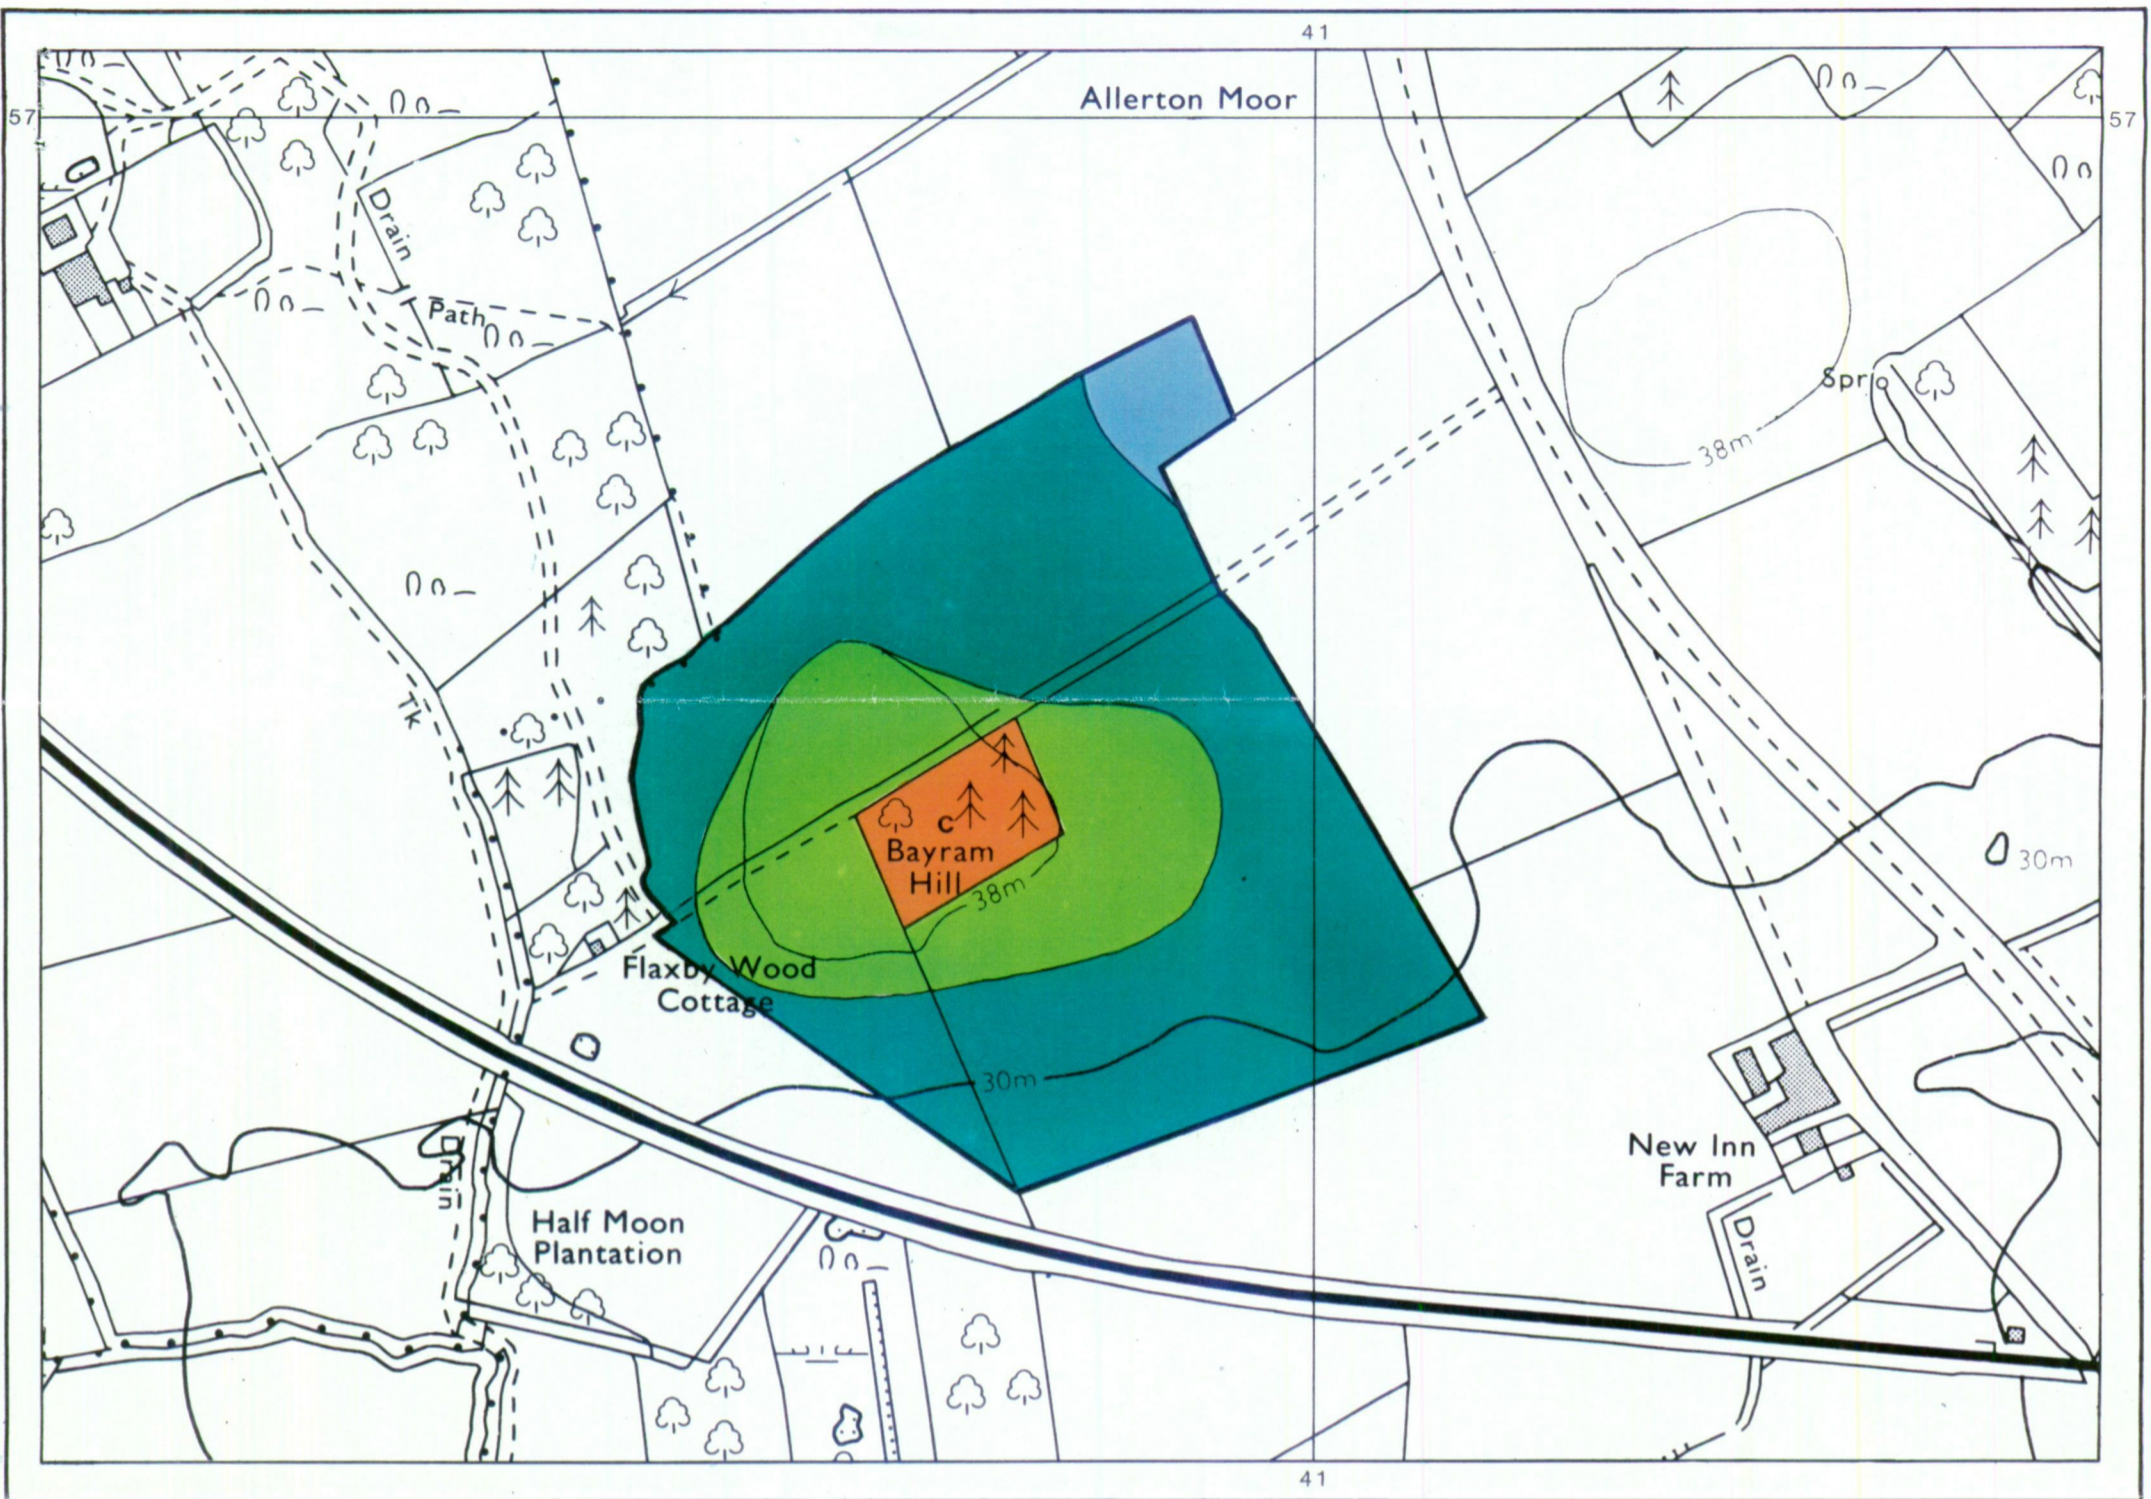 41
Allerton Moor
57
57
Drain
Path
Spr
38m
Tk
C
Bayram
Hill
38m
30m
Flaxby Wood
Cottage
30m
Drain
New Inn
Farm
Half Moon
Plantation
Drain
41